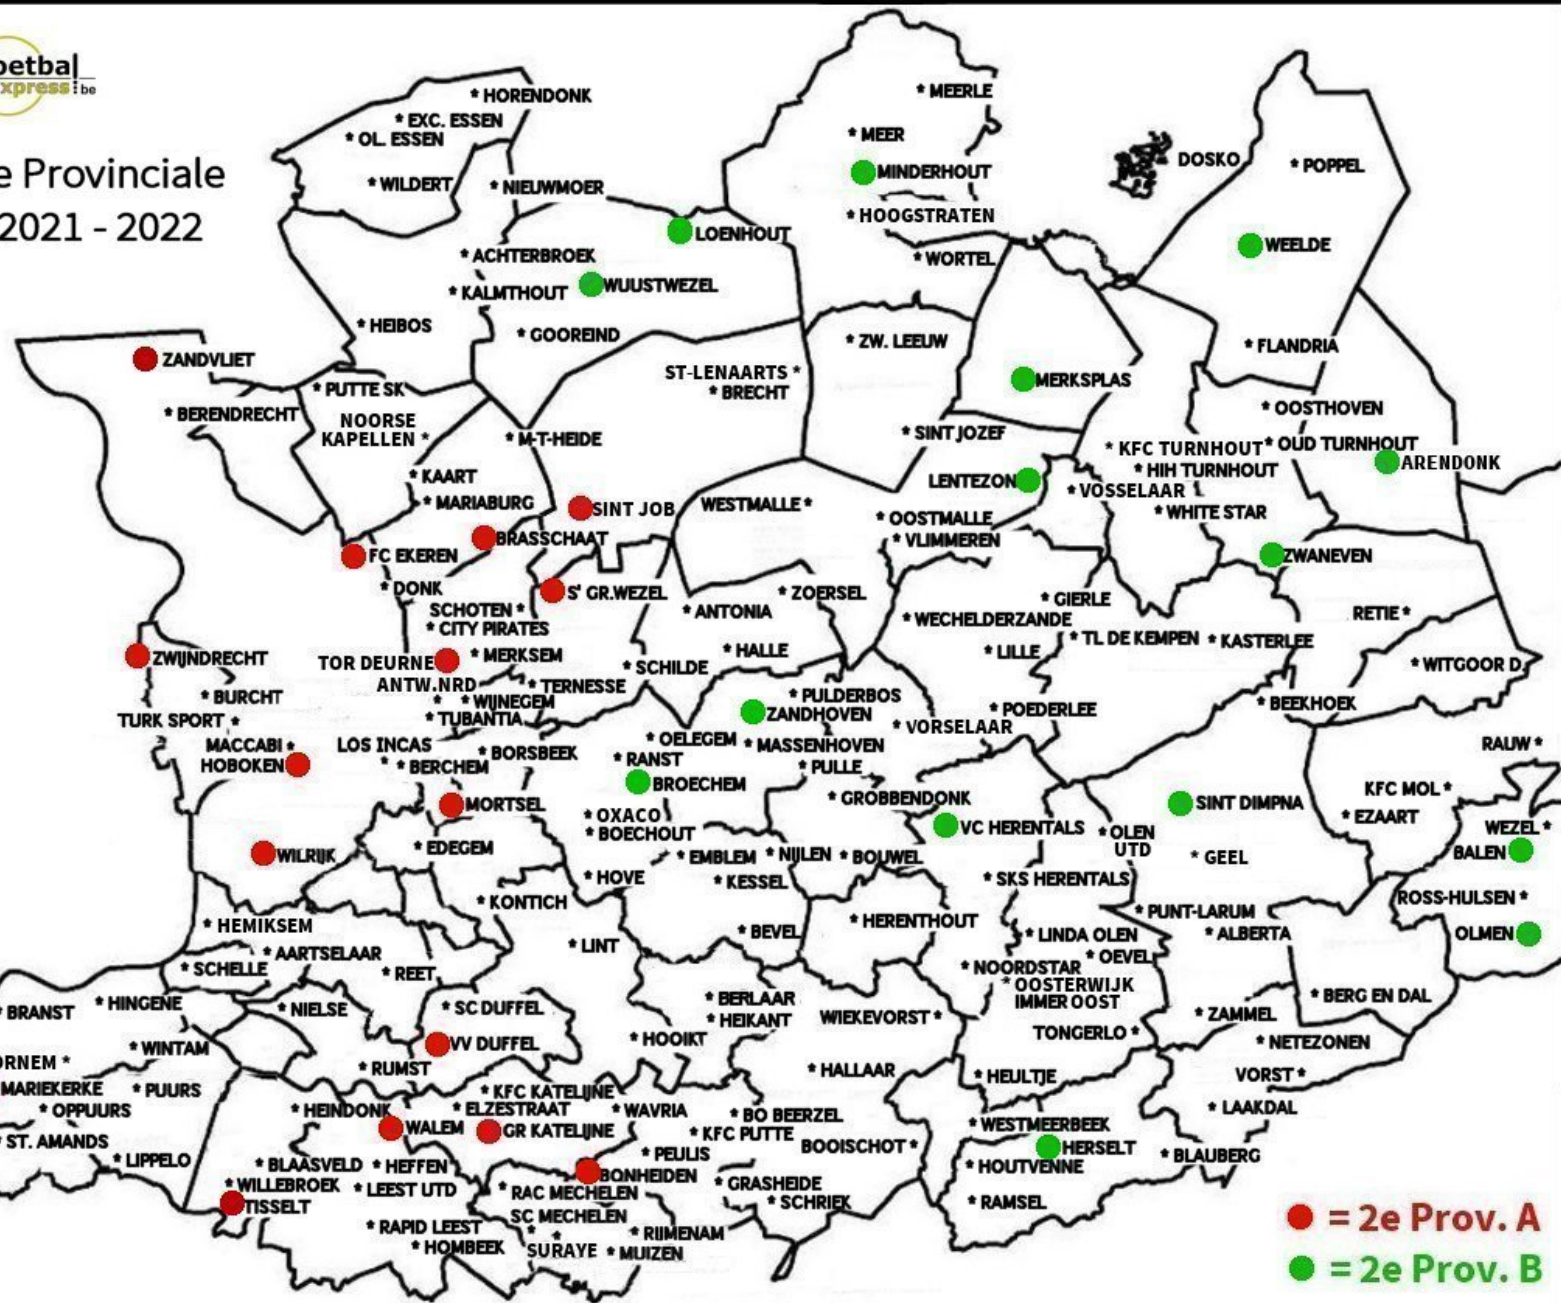 oetbal
xpress!be
e Provinciale
2021 - 2022
* HORENDONK
* EXC. ESSEN
* OL. ESSEN
* WILDERT
* NIEUWMOER
* MEERLE
* MEER
MINDERHOUT
* HOOGSTRATEN
* WORTEL
DOSKO
* POPPEL
WEELDE
LOENHOUT
* ACHTERBROEK
WUUSTWEZEL
* KALMTHOUT
* HEIBOS
* GOOREIND
* ZW. LEEUW
* FLANDRIA
ZANDVLIET
ST-LENAARTS *
* BRECHT
MERKSPLAS
* PUTTE SK
* BERENDRECHT
NOORSE
KAPELLEN *
* M-T-HEIDE
* SINT JOZEF
* OOSTHOVEN
* KFC TURNHOUT
* OUD TURNHOUT
* HIH TURNHOUT
ARENDONK
* KAART
LENTEZON
* VOSSELAAR
* MARIABURG
SINT JOB
WESTMALLE *
* OOSTMALLE
* WHITE STAR
BRASSCHAAT
* VLIMMEREN
FC EKEREN
ZWANEVEN
* DONK
S' GR.WEZEL
* ZOERSEL
* GIERLE
SCHOTEN *
* ANTONIA
* WECHELDERZANDE
RETIE *
* CITY PIRATES
* TL DE KEMPEN
* KASTERLEE
ZWIJNDRECHT
TOR DEURNE
* MERKSEM
* SCHILDE
* HALLE
* LILLE
* WITGOOR D.
ANTW.NRD
* TERNESSE
* BURCHT
* WIJNEGEM
* PULDERBOS
* BEEKHOEK
TURK SPORT *
* TUBANTIA
ZANDHOVEN
* VORSELAAR
* POEDERLEE
MACCABI *
LOS INCAS
* BORSBEEK
* OELEGEM
* MASSENHOVEN
RAUW *
HOBOKEN
* BERCHEM
* RANST
* PULLE
BROECHEM
KFC MOL *
MORTSEL
* OXACO
* GROBBENDONK
SINT DIMPNA
* EZAART
* BOECHOUT
VC HERENTALS
* OLEN
UTD
WEZEL *
WILRIJK
* EDEGEM
* EMBLEM
* NIJLEN
* BOUWEL
* GEEL
BALEN
* HOVE
* KESSEL
* SKS HERENTALS
ROSS-HULSEN *
* KONTICH
* PUNT-LARUM
* HEMIKSEM
* BEVEL
* HERENTHOUT
* LINDA OLEN
* ALBERTA
OLMEN
* AARTSELAAR
* LINT
* OEVEL
* SCHELLE
* REET
* NOORDSTAR
* OOSTERWIJK
IMMER OOST
* BERG EN DAL
* BRANST
* HINGENE
* NIELSE
* SC DUFFEL
* BERLAAR
* HEIKANT
WIEKEVORST *
* ZAMMEL
TONGERLO *
* WINTAM
VV DUFFEL
* HOOIKT
* NETEZONEN
ORNEM *
* RUMST
* HALLAAR
* HEULTJE
VORST *
MARIEKERKE
* PUURS
* KFC KATELIJNE
* OPPUURS
* HEINDONK
* ELZESTRAAT
* WAVRIA
* BO BEERZEL
* LAAKDAL
WALEM
GR KATELIJNE
* KFC PUTTE
* WESTMEERBEEK
* ST. AMANDS
BOOISCHOT *
HERSELT
* LIPPELO
* BLAASVELD
* HEFFEN
* PEULIS
* HOUTVENNE
* BLAUBERG
BONHEIDEN
* WILLEBROEK
* LEEST UTD
* RAC MECHELEN
* GRASHEIDE
* SCHRIEK
* RAMSEL
TISSELT
SC MECHELEN
*
* RAPID LEEST
* RIJMENAM
* HOMBEEK
*
SURAYE
* MUIZEN
= 2e Prov. A
= 2e Prov. B